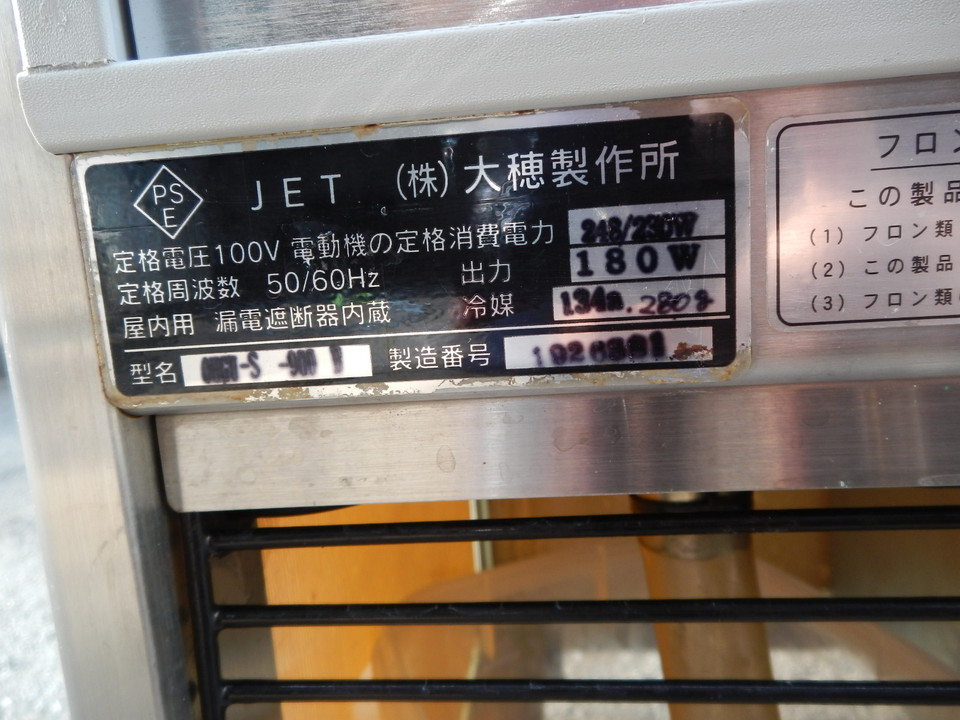 PS
E
JET (株)大穂製作所
定格電圧100V 電動機の定格消費電力
定格周波数 50/60Hz 出力 180W
屋内用 漏電遮断器内蔵 冷媒 134a. 280g
型名 製造番号
フロン
この製品
(1) フロン類
(2) この製品
(3) フロン類